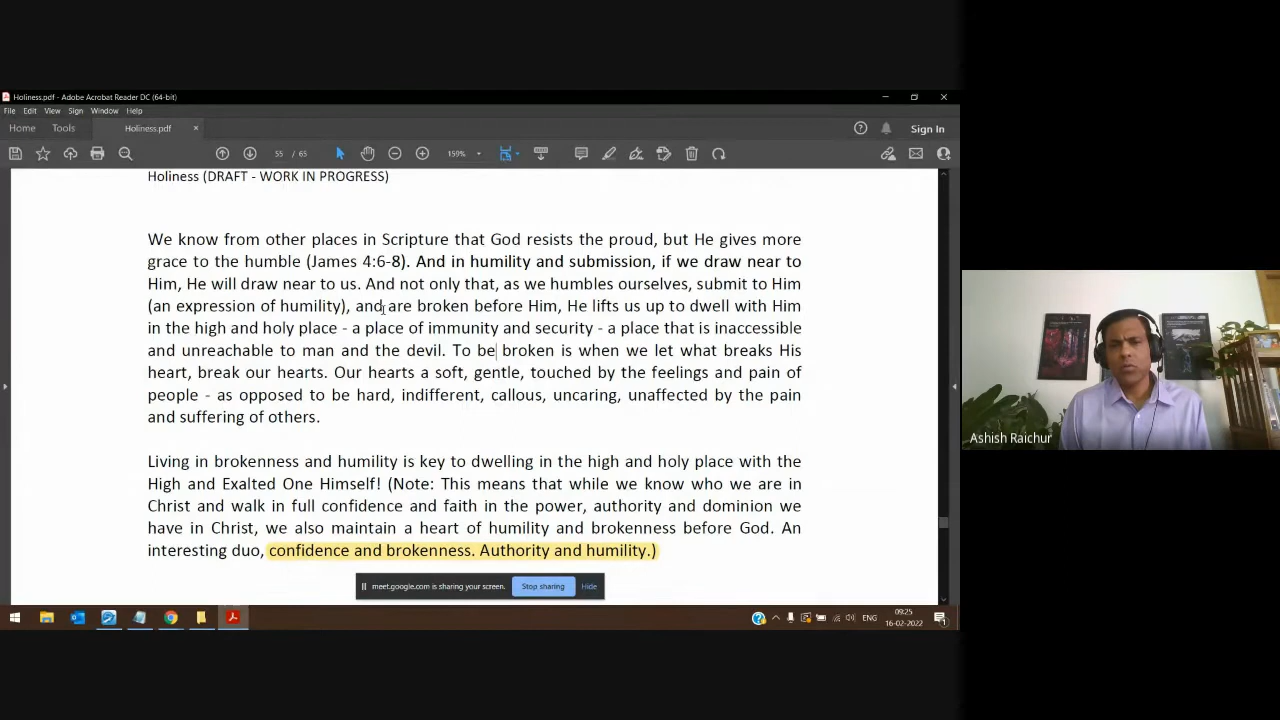 Holiness.pdf - Adobe Acrobat Reader DC (64-bit)
File Edit View Sign Window Help
Home Tools Holiness.pdf × Sign In
55 / 65 159%
Holiness (DRAFT - WORK IN PROGRESS)
We know from other places in Scripture that God resists the proud, but He gives more
grace to the humble (James 4:6-8). And in humility and submission, if we draw near to
Him, He will draw near to us. And not only that, as we humbles ourselves, submit to Him
(an expression of humility), and are broken before Him, He lifts us up to dwell with Him
in the high and holy place - a place of immunity and security - a place that is inaccessible
and unreachable to man and the devil. To be broken is when we let what breaks His
heart, break our hearts. Our hearts a soft, gentle, touched by the feelings and pain of
people - as opposed to be hard, indifferent, callous, uncaring, unaffected by the pain
and suffering of others.
Living in brokenness and humility is key to dwelling in the high and holy place with the
High and Exalted One Himself! (Note: This means that while we know who we are in
Christ and walk in full confidence and faith in the power, authority and dominion we
have in Christ, we also maintain a heart of humility and brokenness before God. An
interesting duo, confidence and brokenness. Authority and humility.)
meet.google.com is sharing your screen. Stop sharing Hide
ENG
09:25
16-02-2022
Ashish Raichur